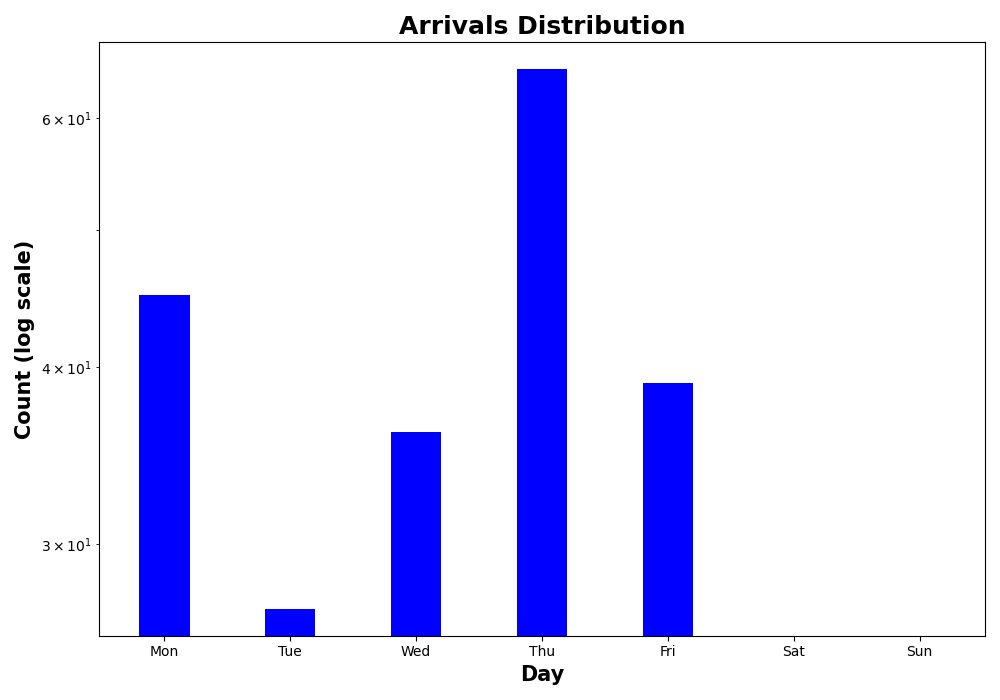 Arrivals Distribution
6 × 10¹
4 × 10¹
3 × 10¹
Count (log scale)
Mon Tue Wed Thu Fri Sat Sun
Day